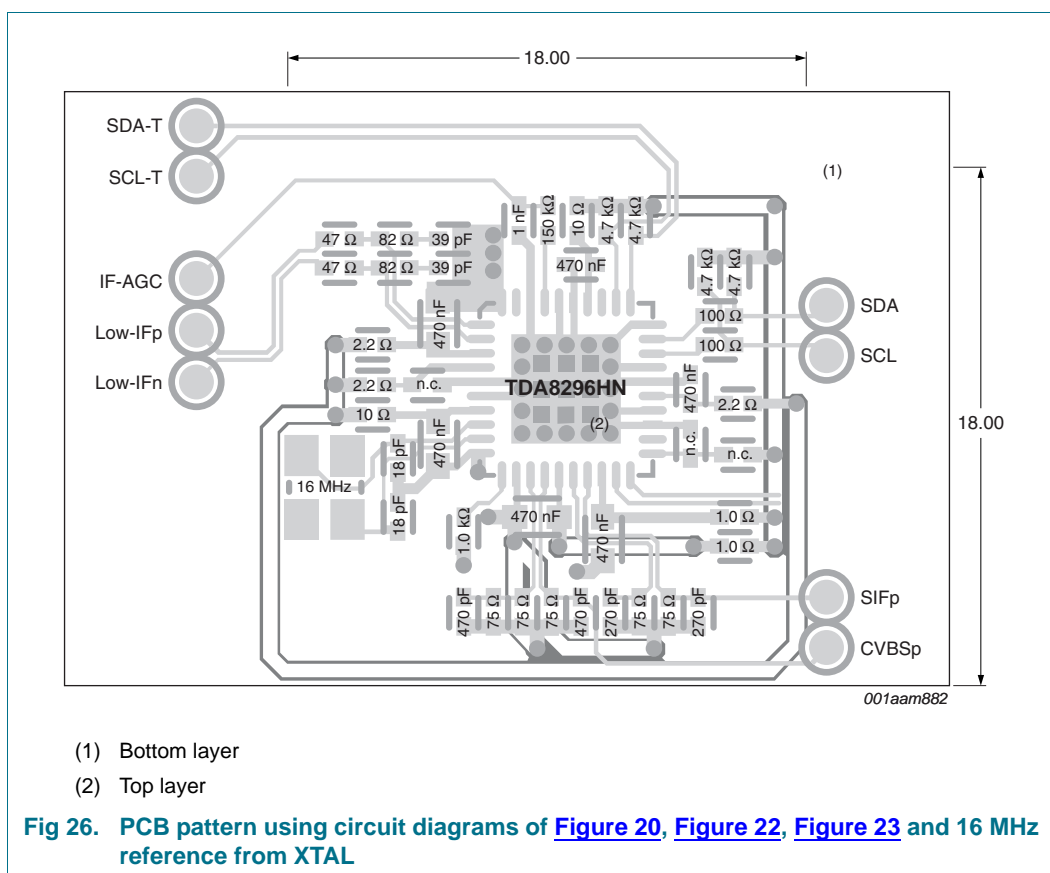 18.00
SDA-T
SCL-T
(1)
1 nF
150 kΩ
10 Ω
4.7 kΩ
4.7 kΩ
47 Ω 82 Ω 39 pF
47 Ω 82 Ω 39 pF
470 nF
4.7 kΩ
4.7 kΩ
IF-AGC
SDA
Low-IFp
470 nF
100 Ω
2.2 Ω
100 Ω
SCL
Low-IFn
2.2 Ω
n.c.
TDA8296HN
470 nF
2.2 Ω
10 Ω
(2)
18.00
470 nF
18 pF
n.c.
n.c.
16 MHz
18 pF
1.0 kΩ
470 nF
470 nF
1.0 Ω
1.0 Ω
470 pF
75 Ω
75 Ω
75 Ω
470 pF
270 pF
75 Ω
75 Ω
270 pF
SIFp
CVBSp
001aam882
(1) Bottom layer
(2) Top layer
Fig 26. PCB pattern using circuit diagrams of Figure 20, Figure 22, Figure 23 and 16 MHz
reference from XTAL